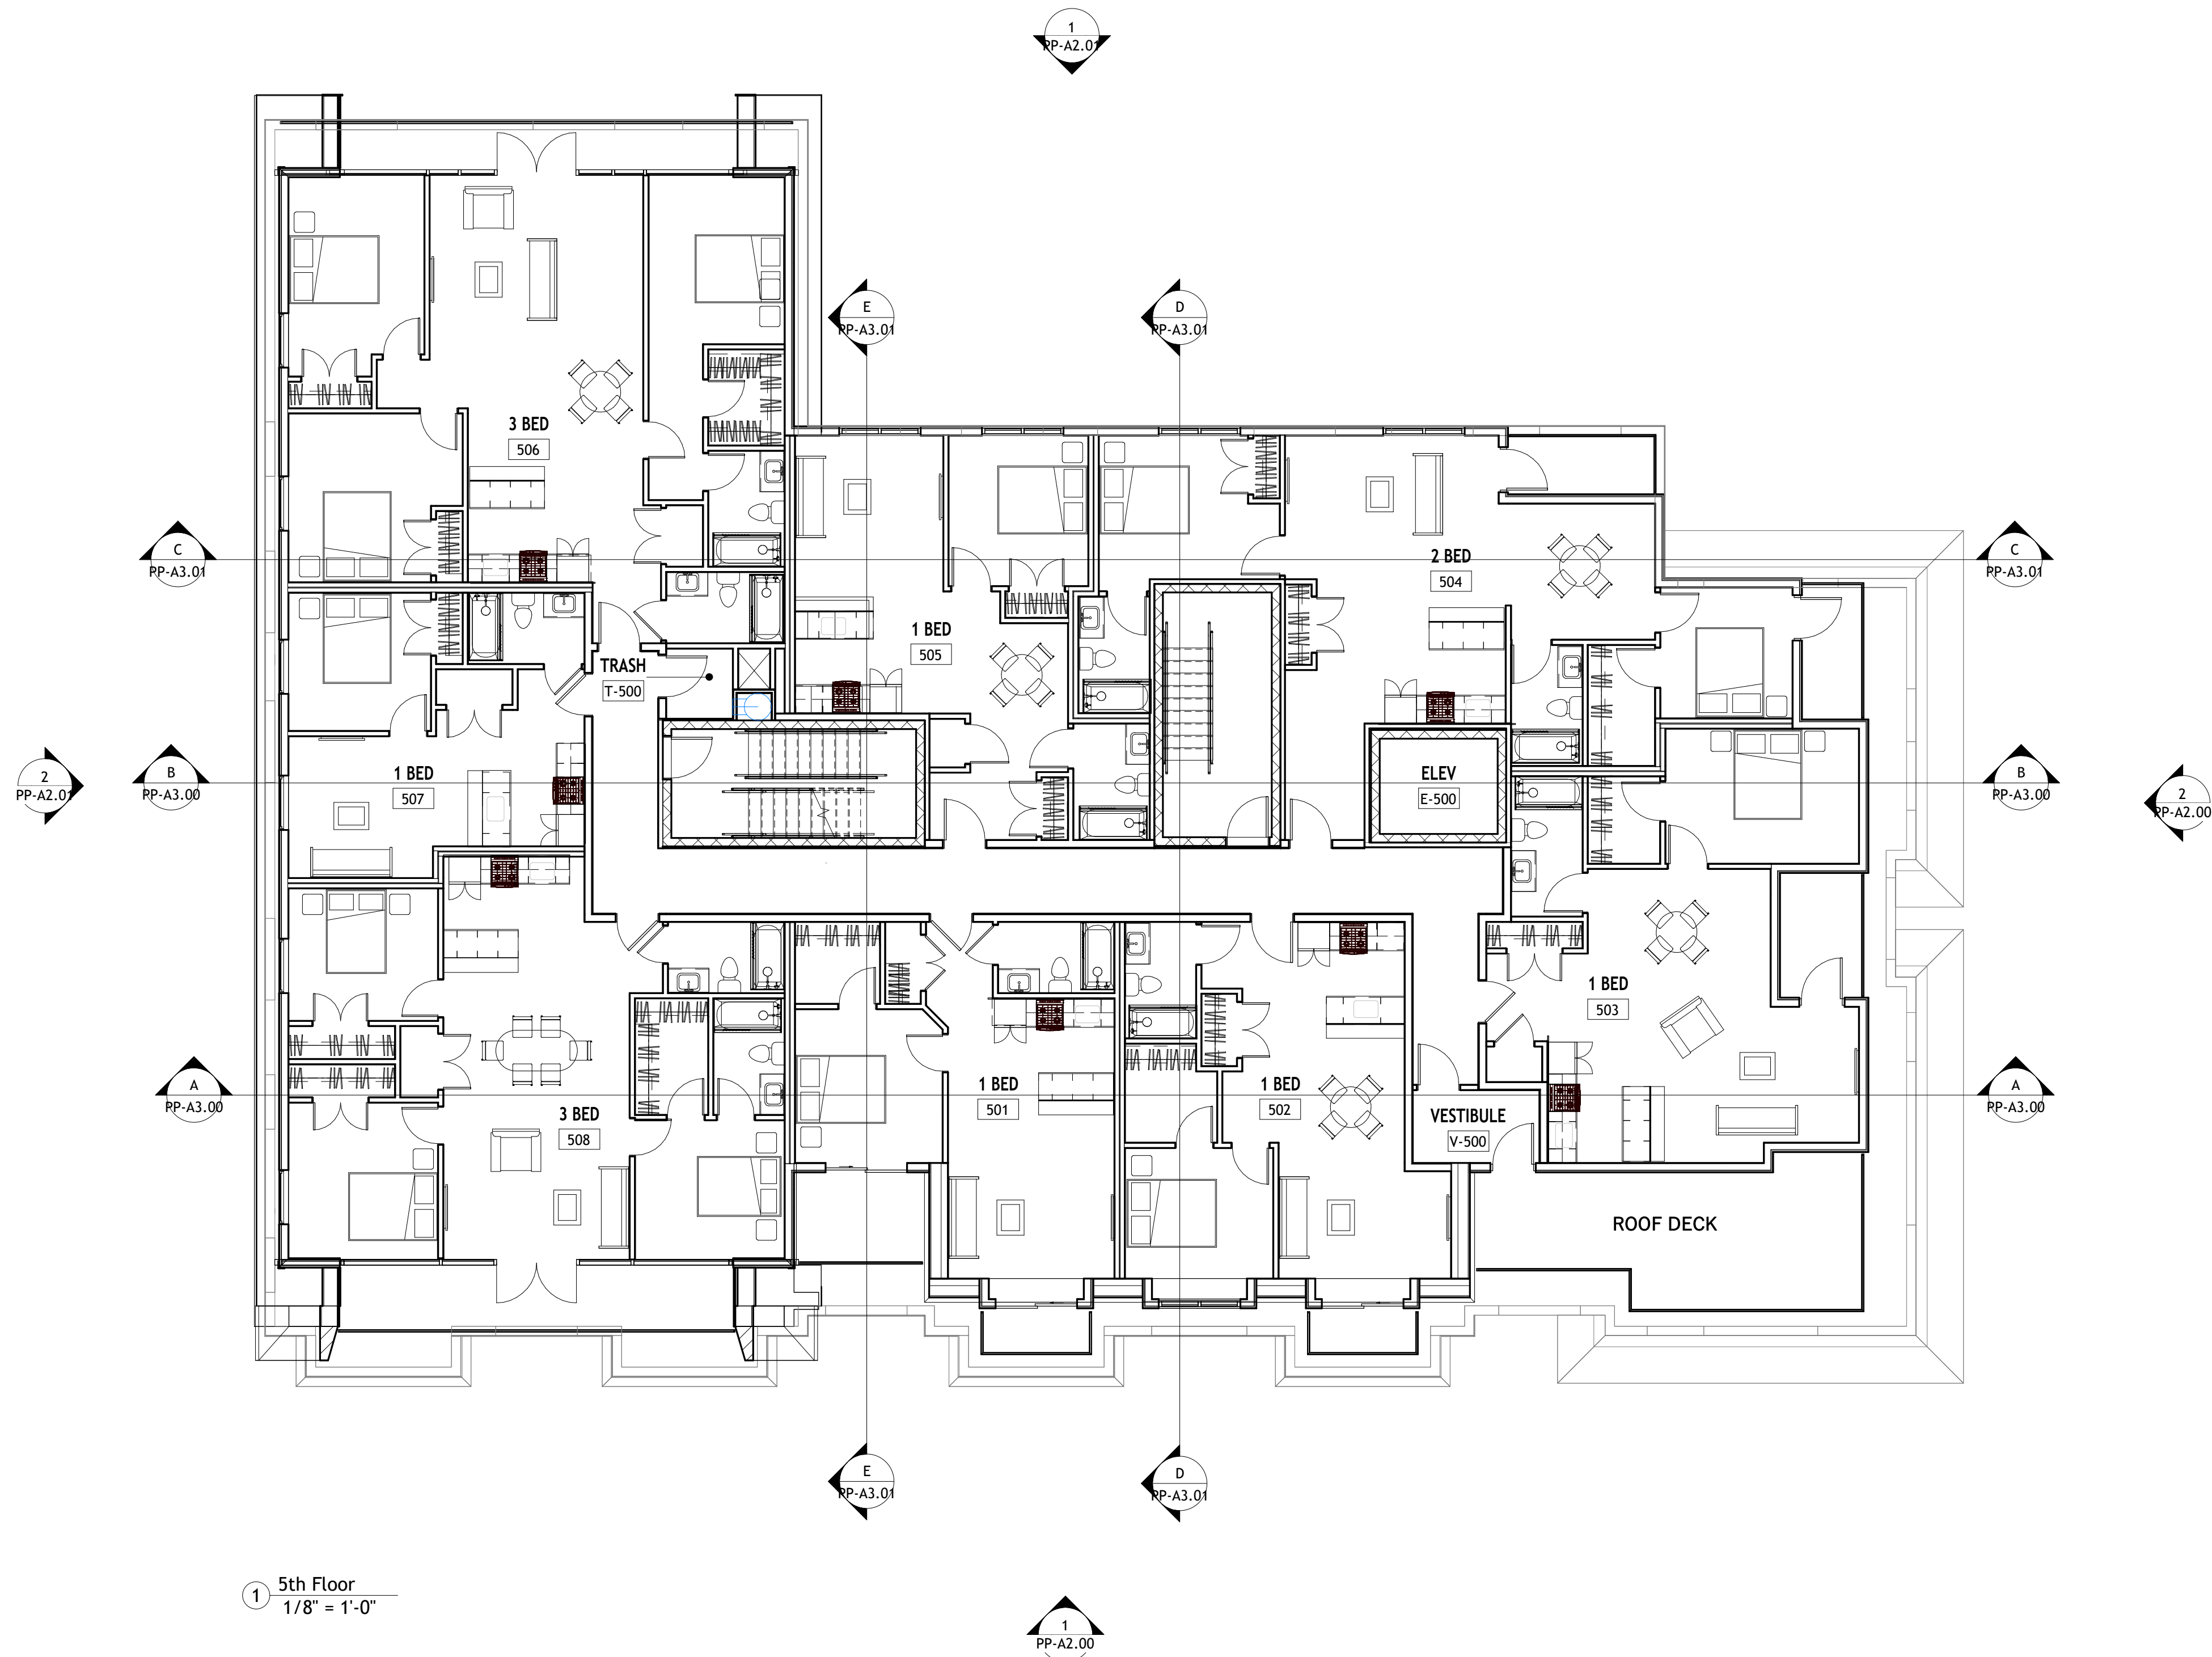 1
PP-A2.01
E
PP-A3.01
D
PP-A3.01
3 BED
506
C
PP-A3.01
2 BED
504
C
PP-A3.01
1 BED
505
TRASH
T-500
2
PP-A2.01
B
PP-A3.00
1 BED
507
ELEV
E-500
B
PP-A3.00
2
PP-A2.00
1 BED
503
A
PP-A3.00
3 BED
508
1 BED
501
1 BED
502
VESTIBULE
V-500
A
PP-A3.00
ROOF DECK
E
PP-A3.01
D
PP-A3.01
1
5th Floor
1/8" = 1'-0"
1
PP-A2.00